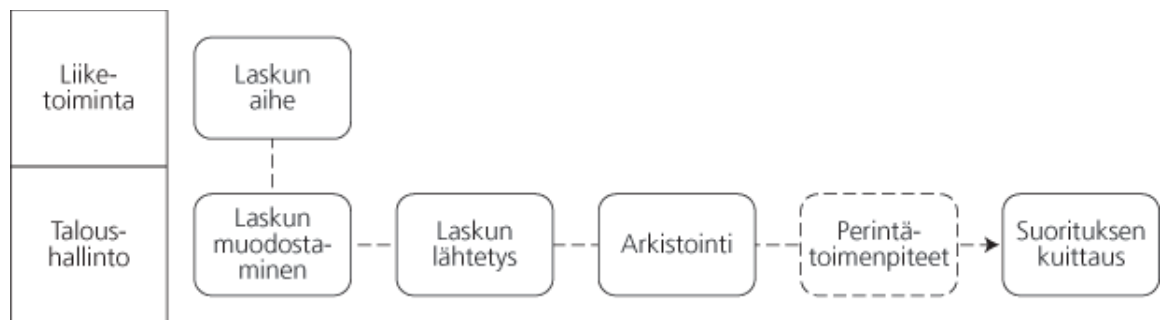 Liike-
toiminta
Laskun
aihe
Talous-
hallinto
Laskun
muodosta-
minen
Laskun
lähtetys
Arkistointi
Perintä-
toimenpiteet
Suorituksen
kuittaus